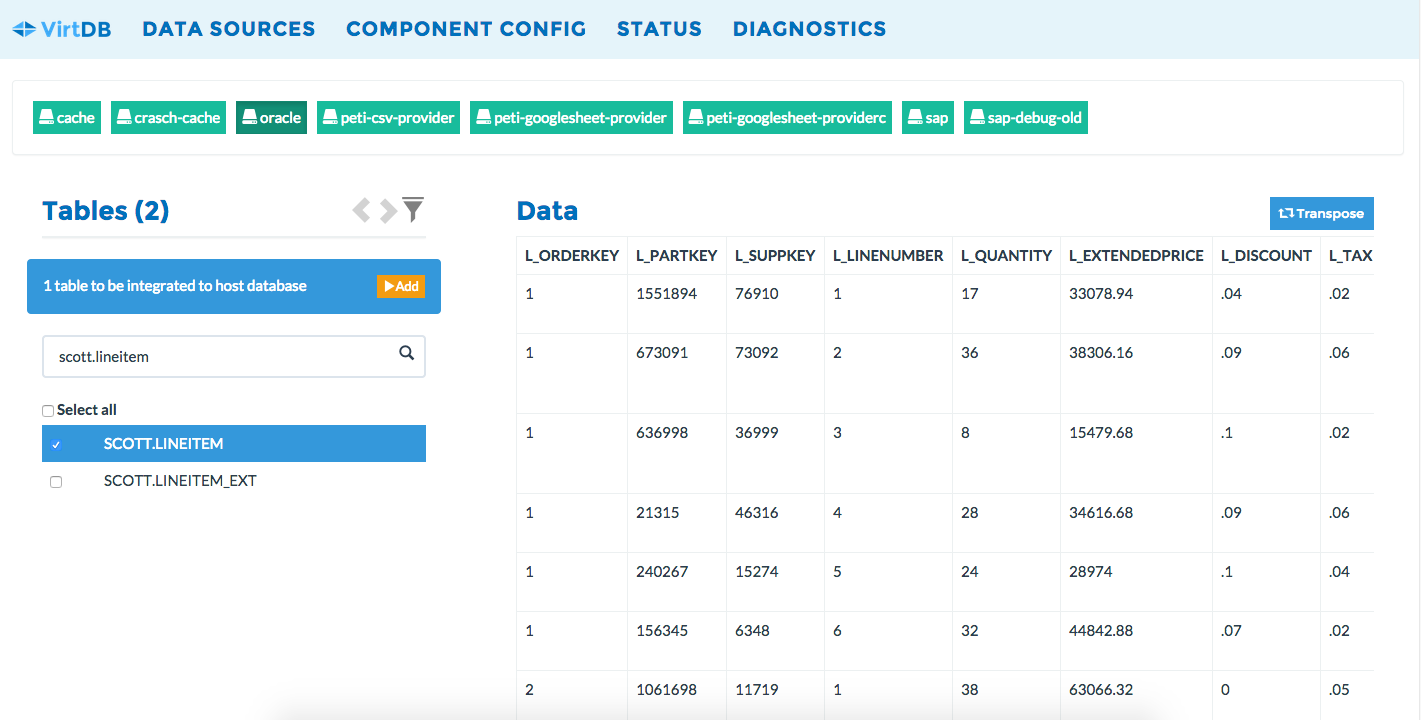 VirtDB DATA SOURCES COMPONENT CONFIG STATUS DIAGNOSTICS
cache crasch-cache oracle peti-csv-provider peti-googlesheet-provider peti-googlesheet-providerc sap sap-debug-old
Tables (2)
1 table to be integrated to host database Add
scott.lineitem
Select all
SCOTT.LINEITEM
SCOTT.LINEITEM_EXT
Data Transpose
L_ORDERKEY L_PARTKEY L_SUPPKEY L_LINENUMBER L_QUANTITY L_EXTENDEDPRICE L_DISCOUNT L_TAX
1 1551894 76910 1 17 33078.94 .04 .02
1 673091 73092 2 36 38306.16 .09 .06
1 636998 36999 3 8 15479.68 .1 .02
1 21315 46316 4 28 34616.68 .09 .06
1 240267 15274 5 24 28974 .1 .04
1 156345 6348 6 32 44842.88 .07 .02
2 1061698 11719 1 38 63066.32 0 .05